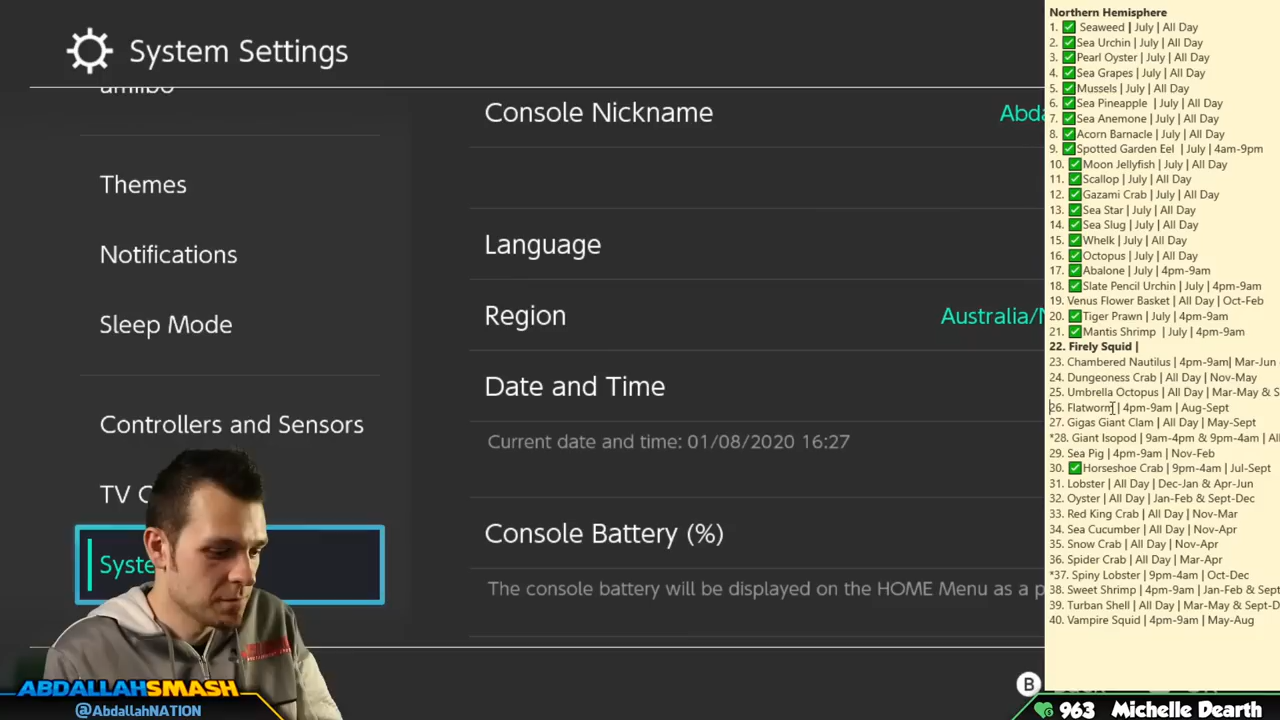 System Settings
amiibo
Themes
Notifications
Sleep Mode
Controllers and Sensors
TV
Syste
Console Nickname
Abda
Language
Region
Australia/N
Date and Time
Current date and time: 01/08/2020 16:27
Console Battery (%)
The console battery will be displayed on the HOME Menu as a p
B
ABDALLAHSMASH
@AbdallahNATION
Northern Hemisphere
1. ✅ Seaweed | July | All Day
2. ✅ Sea Urchin | July | All Day
3. ✅ Pearl Oyster | July | All Day
4. ✅ Sea Grapes | July | All Day
5. ✅ Mussels | July | All Day
6. ✅ Sea Pineapple | July | All Day
7. ✅ Sea Anemone | July | All Day
8. ✅ Acorn Barnacle | July | All Day
9. ✅ Spotted Garden Eel | July | 4am-9pm
10. ✅ Moon Jellyfish | July | All Day
11. ✅ Scallop | July | All Day
12. ✅ Gazami Crab | July | All Day
13. ✅ Sea Star | July | All Day
14. ✅ Sea Slug | July | All Day
15. ✅ Whelk | July | All Day
16. ✅ Octopus | July | All Day
17. ✅ Abalone | July | 4pm-9am
18. ✅ Slate Pencil Urchin | July | 4pm-9am
19. Venus Flower Basket | All Day | Oct-Feb
20. ✅ Tiger Prawn | July | 4pm-9am
21. ✅ Mantis Shrimp | July | 4pm-9am
22. Firely Squid |
23. Chambered Nautilus | 4pm-9am| Mar-Jun
24. Dungeoness Crab | All Day | Nov-May
25. Umbrella Octopus | All Day | Mar-May & S
26. Flatworm | 4pm-9am | Aug-Sept
27. Gigas Giant Clam | All Day | May-Sept
*28. Giant Isopod | 9am-4pm & 9pm-4am | All
29. Sea Pig | 4pm-9am | Nov-Feb
30. ✅ Horseshoe Crab | 9pm-4am | Jul-Sept
31. Lobster | All Day | Dec-Jan & Apr-Jun
32. Oyster | All Day | Jan-Feb & Sept-Dec
33. Red King Crab | All Day | Nov-Mar
34. Sea Cucumber | All Day | Nov-Apr
35. Snow Crab | All Day | Nov-Apr
36. Spider Crab | All Day | Mar-Apr
*37. Spiny Lobster | 9pm-4am | Oct-Dec
38. Sweet Shrimp | 4pm-9am | Jan-Feb & Sept
39. Turban Shell | All Day | Mar-May & Sept-D
40. Vampire Squid | 4pm-9am | May-Aug
963 Michelle Dearth